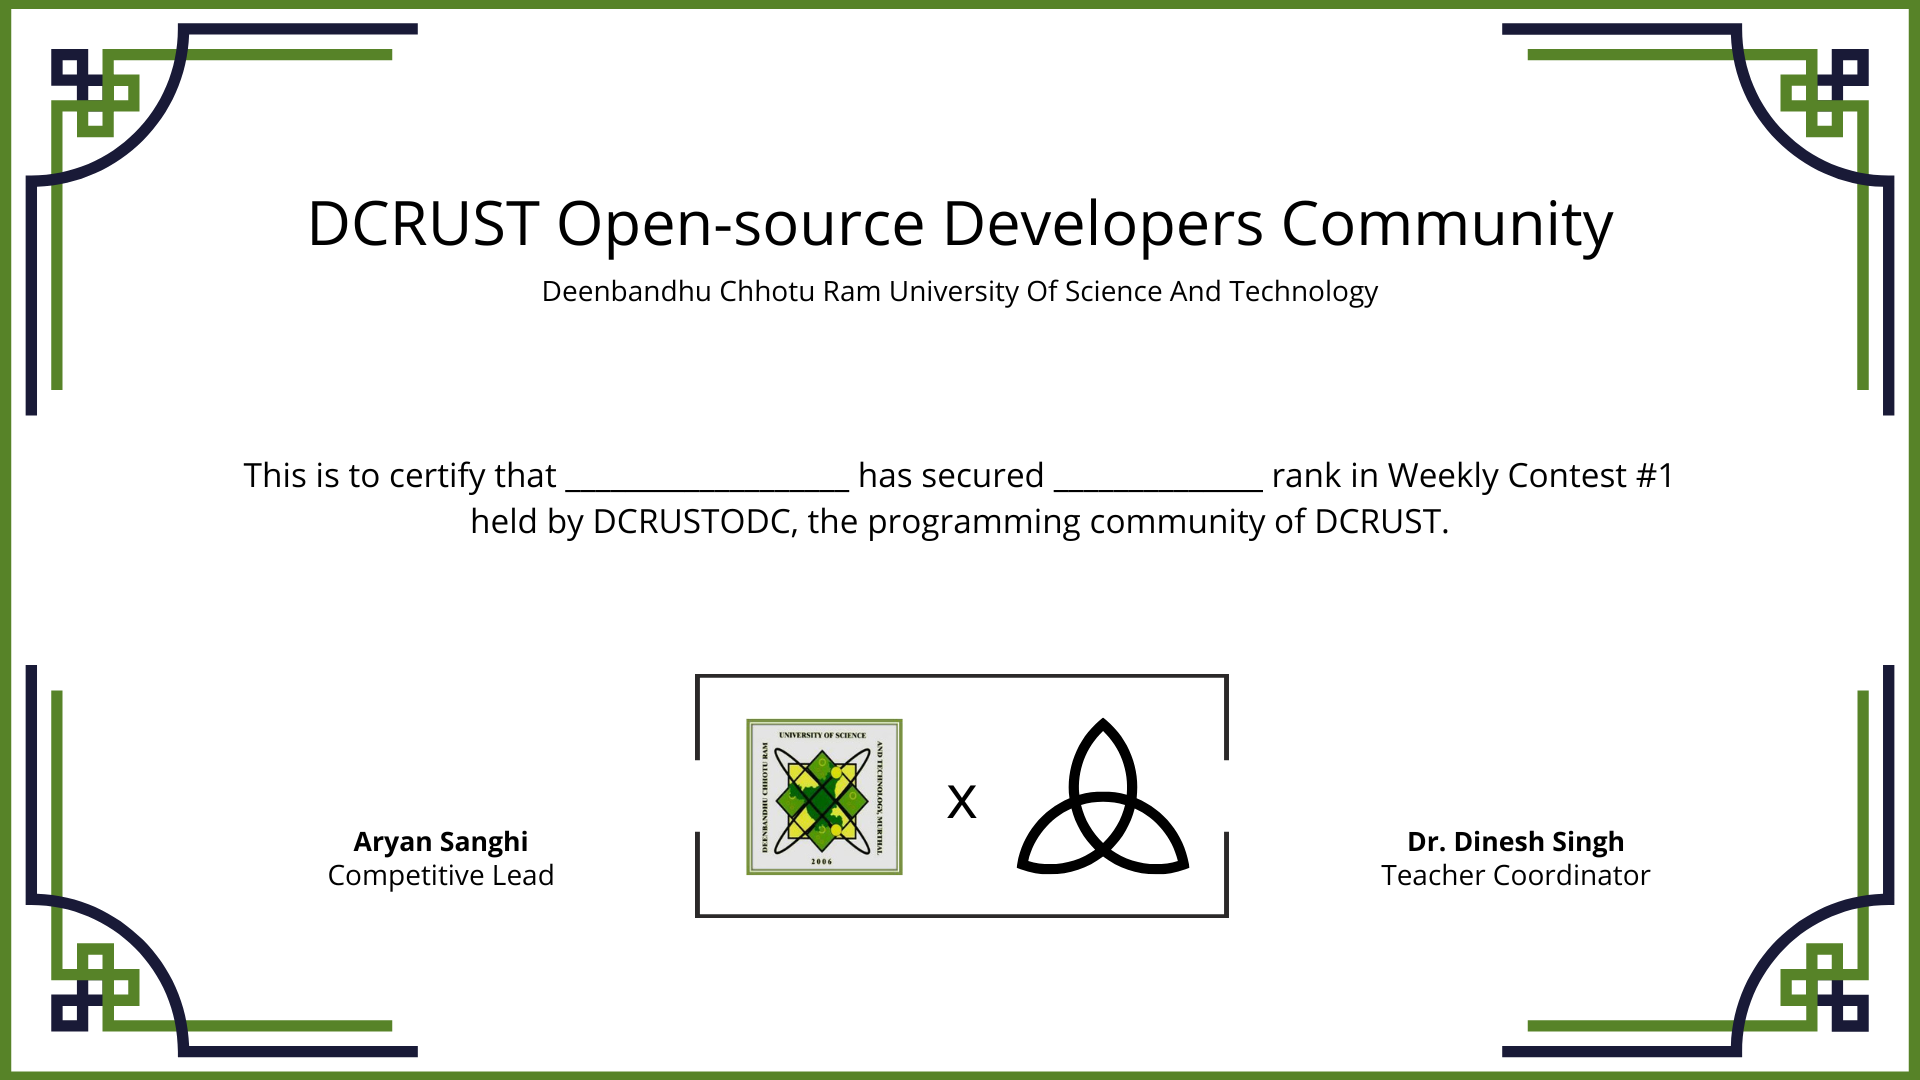 DCRUST Open-source Developers Community
Deenbandhu Chhotu Ram University Of Science And Technology
This is to certify that ___________________ has secured ______________ rank in Weekly Contest #1
held by DCRUSTODC, the programming community of DCRUST.
UNIVERSITY OF SCIENCE
DEENBANDHU CHHOTU RAM
AND TECHNOLOGY, MURTHAL
2006
x
Aryan Sanghi
Competitive Lead
Dr. Dinesh Singh
Teacher Coordinator